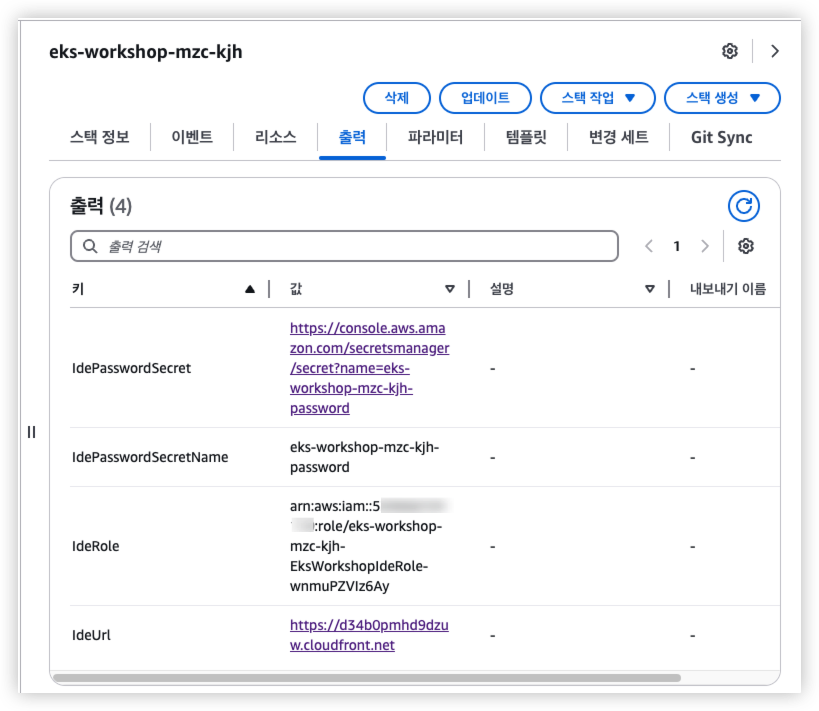 eks-workshop-mzc-kjh
삭제
업데이트
스택 작업 ▼
스택 생성 ▼
스택 정보
이벤트
리소스
출력
파라미터
템플릿
변경 세트
Git Sync
출력 (4)
출력 검색
1
키
값
설명
내보내기 이름
IdePasswordSecret
https://console.aws.ama
zon.com/secretsmanager
/secret?name=eks-
workshop-mzc-kjh-
password
-
-
IdePasswordSecretName
eks-workshop-mzc-kjh-
password
-
-
IdeRole
arn:aws:iam::5
:role/eks-workshop-
mzc-kjh-
EksWorkshopIdeRole-
wnmuPZVIz6Ay
-
-
IdeUrl
https://d34b0pmhd9dzu
w.cloudfront.net
-
-